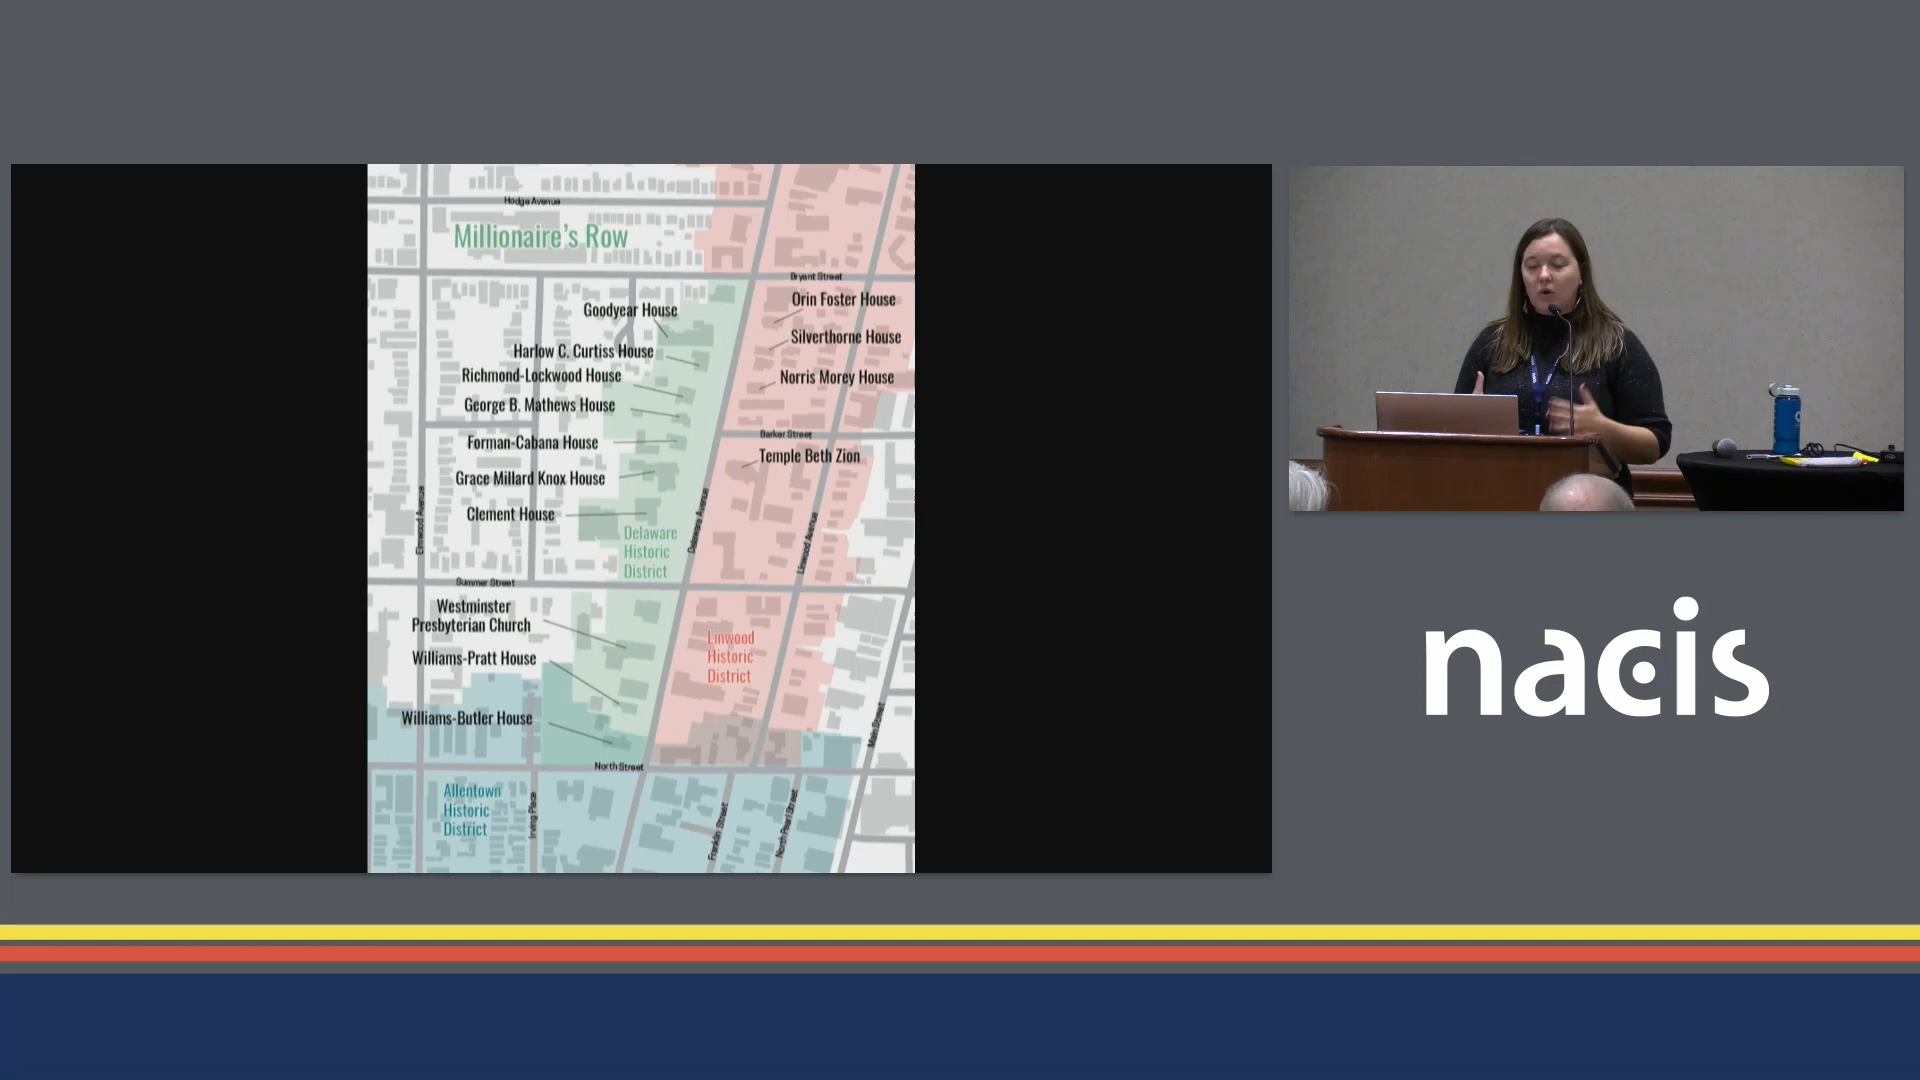 Hodge Avenue
Millionaire's Row
Bryant Street
Orin Foster House
Goodyear House
Silverthorne House
Harlow C. Curtiss House
Richmond-Lockwood House
Norris Morey House
George B. Mathews House
Barker Street
Forman-Cabana House
Temple Beth Zion
Grace Millard Knox House
Clement House
Elmwood Avenue
Delaware Avenue
Linwood Avenue
Delaware
Historic
District
Summer Street
Westminster
Presbyterian Church
Linwood
Historic
District
Williams-Pratt House
Williams-Butler House
Main Street
North Street
Allentown
Historic
District
Irving Place
Franklin Street
North Pearl Street
nacis